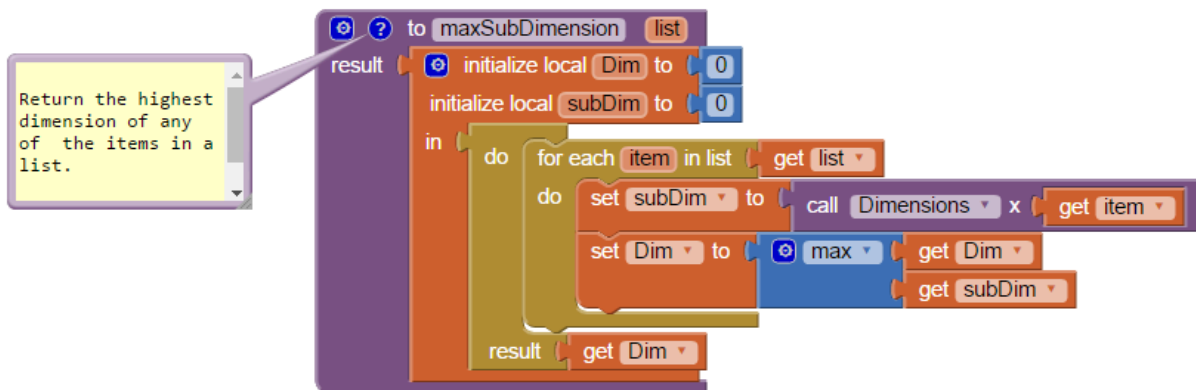 ? to maxSubDimension list
result initialize local Dim to 0
initialize local subDim to 0
in do for each item in list get list
do set subDim to call Dimensions x get item
set Dim to max get Dim
get subDim
result get Dim
Return the highest
dimension of any
of the items in a
list.